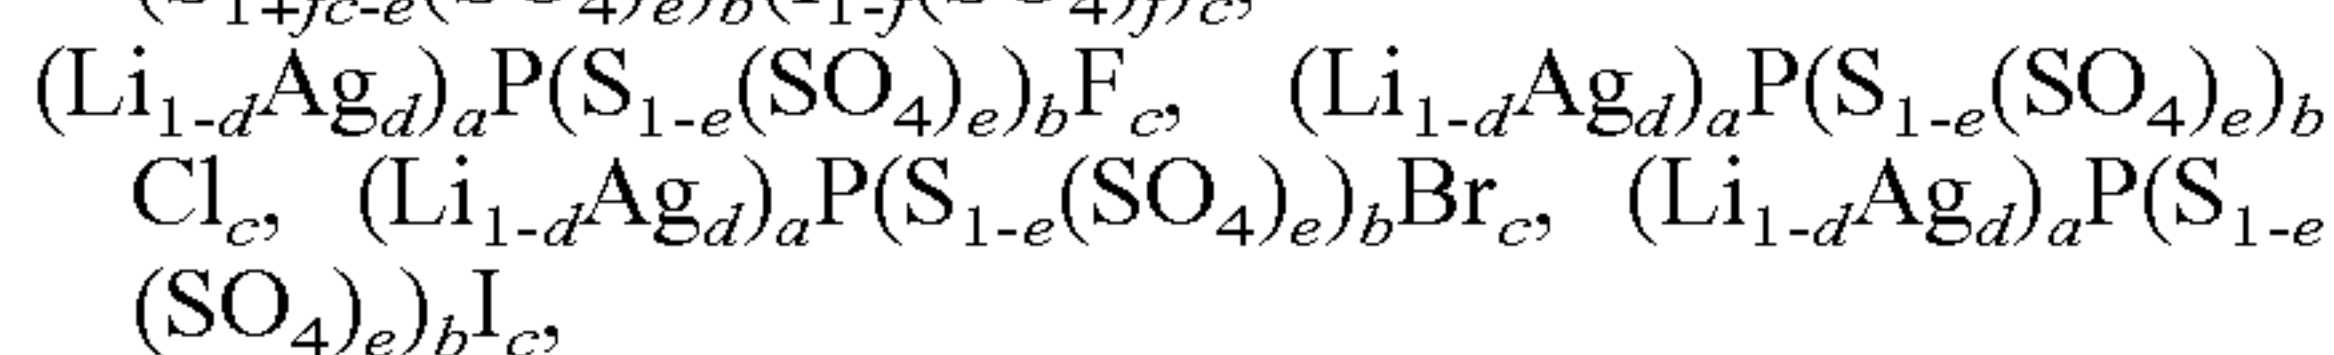 (Li₁₋dAgd)aP(S₁₋e(SO₄)e)bFc, (Li₁₋dAgd)aP(S₁₋e(SO₄)e)b
Clc, (Li₁₋dAgd)aP(S₁₋e(SO₄)e)bBrc, (Li₁₋dAgd)aP(S₁₋e
(SO₄)e)bIc,